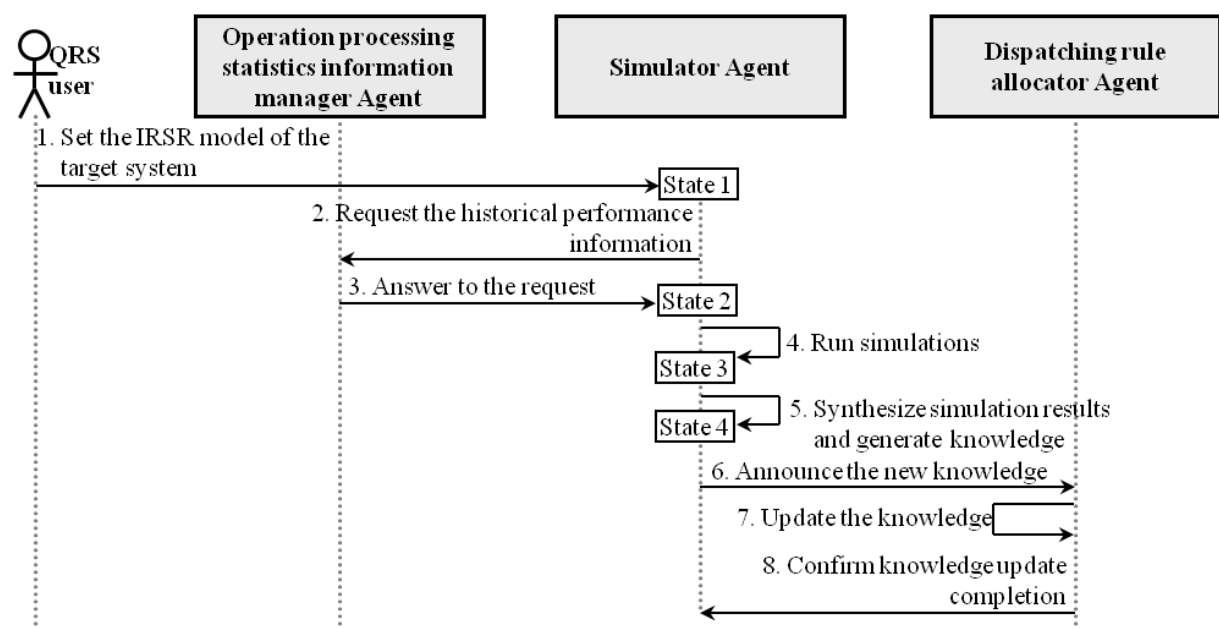 QRS
user
Operation processing
statistics information
manager Agent
Simulator Agent
Dispatching rule
allocator Agent
1. Set the IRSR model of the
target system
State 1
2. Request the historical performance
information
3. Answer to the request
State 2
4. Run simulations
State 3
5. Synthesize simulation results
and generate knowledge
State 4
6. Announce the new knowledge
7. Update the knowledge
8. Confirm knowledge update
completion